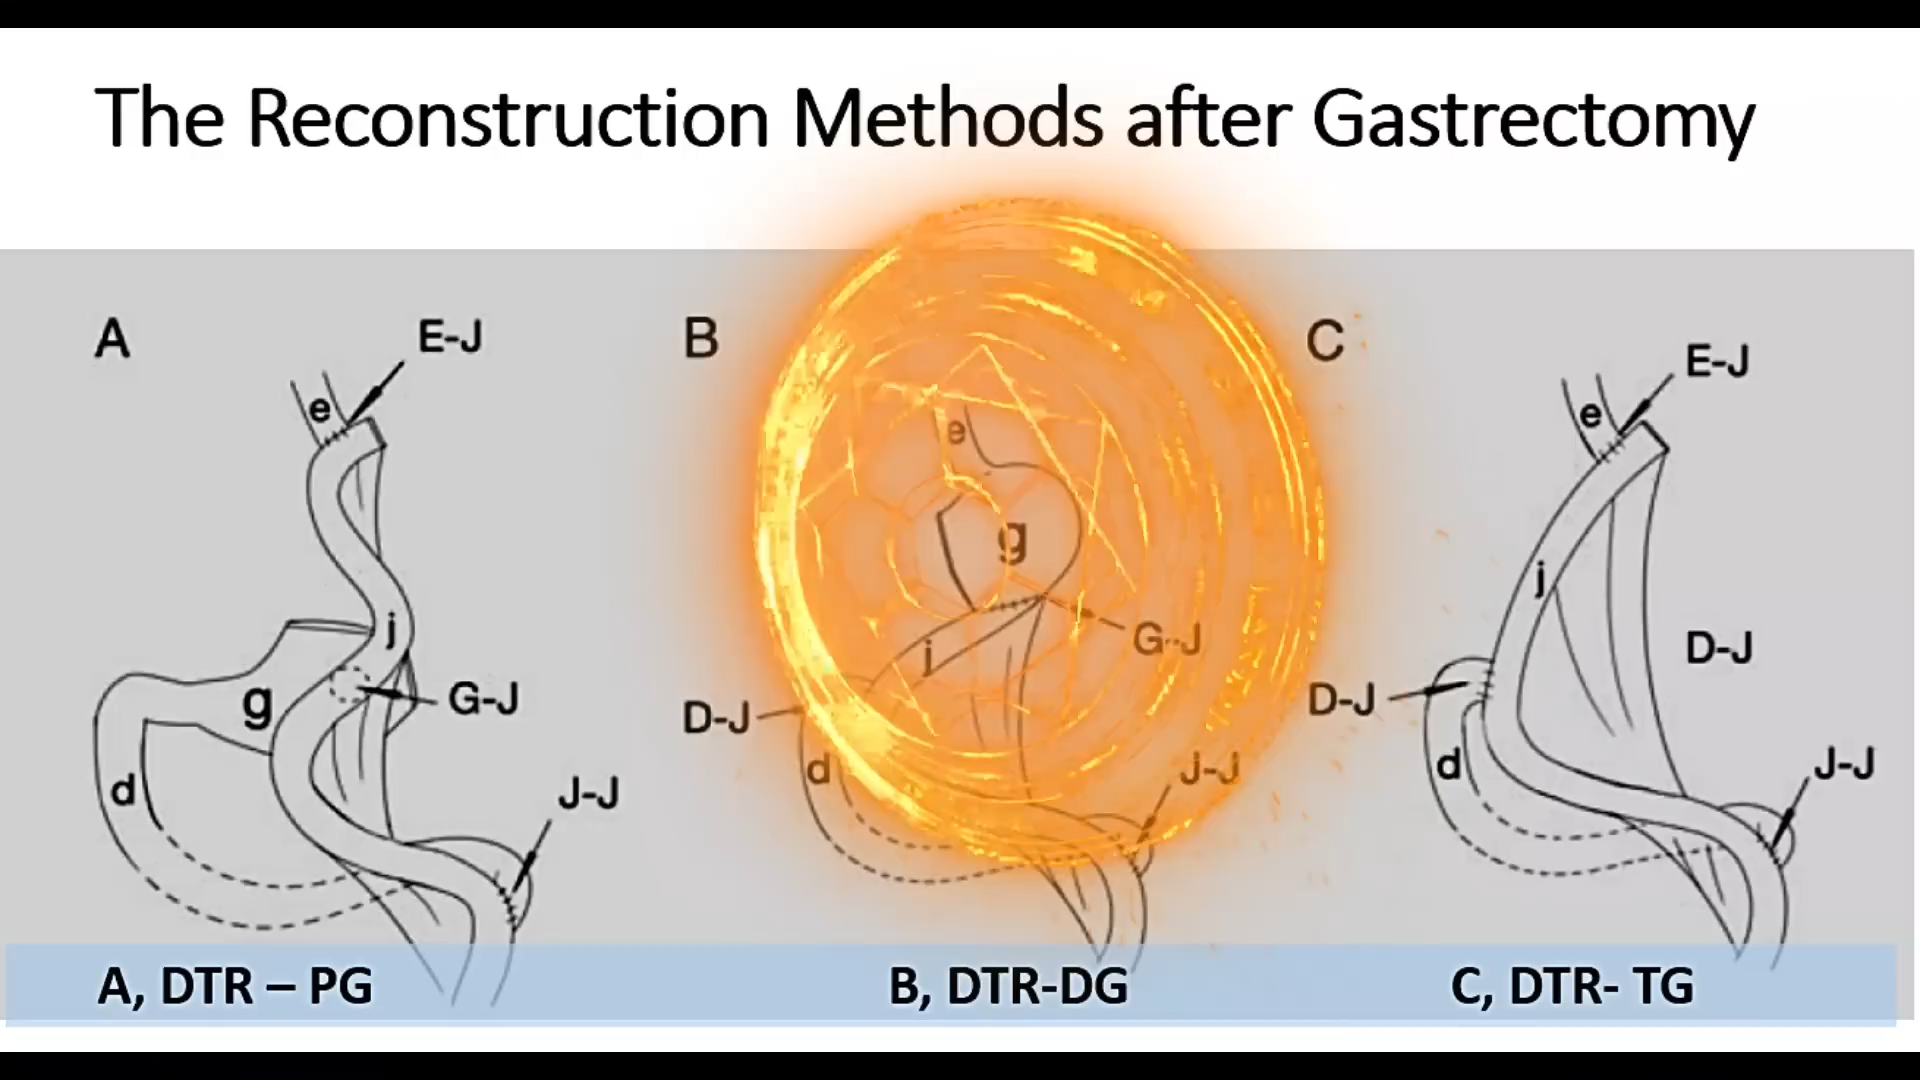 The Reconstruction Methods after Gastrectomy
A
E-J
e
j
g
G-J
d
J-J
B
e
g
G-J
j
D-J
d
J-J
C
E-J
e
j
D-J
D-J
d
J-J
A, DTR – PG
B, DTR-DG
C, DTR- TG